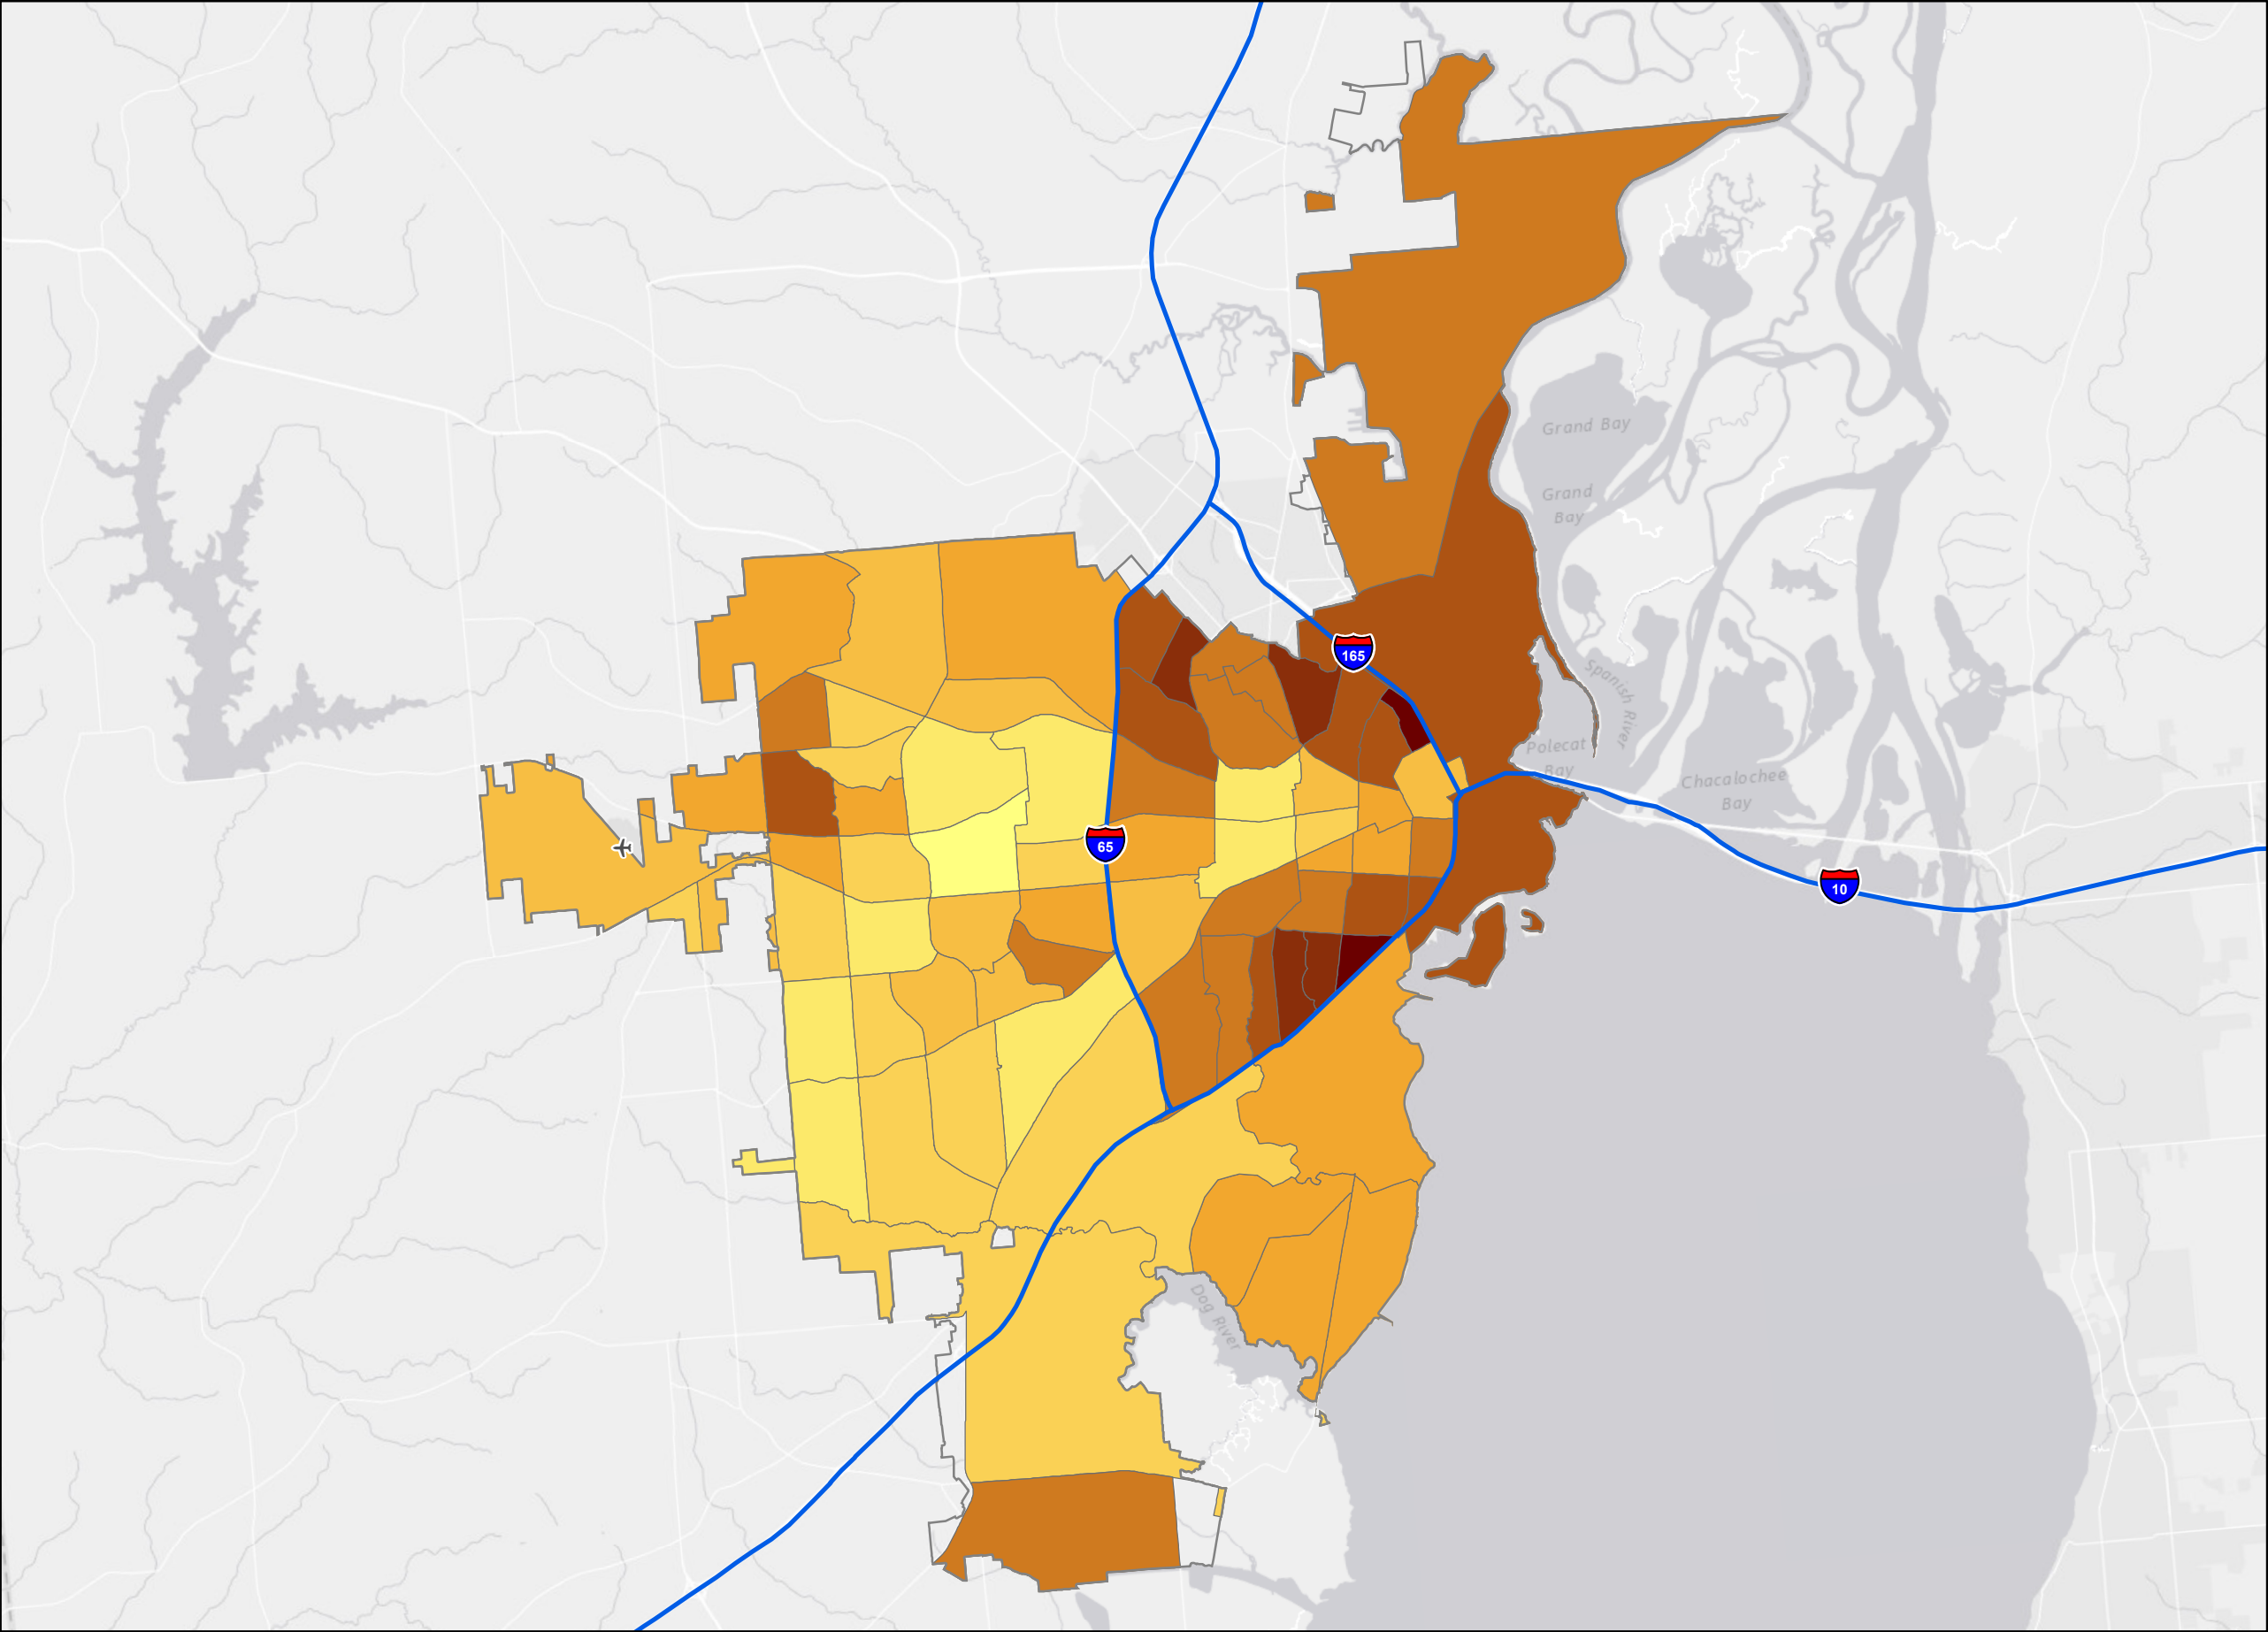 Grand Bay
Grand
Bay
165
Spanish River
Polecat
Bay
Chacalochee
Bay
65
10
Dog River